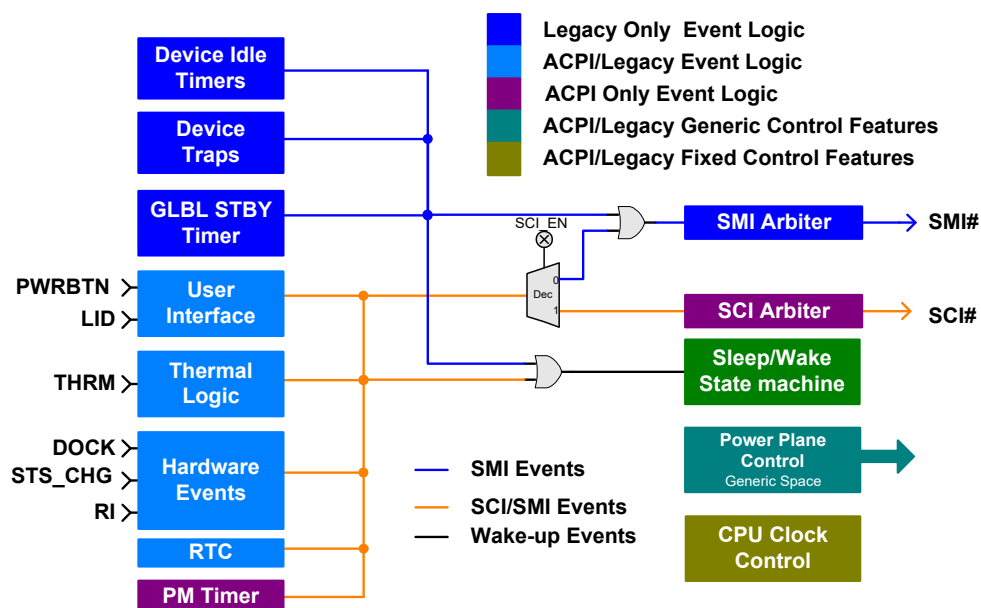 Device Idle
Timers
Device
Traps
GLBL STBY
Timer
PWRBTN
LID
User
Interface
THRM
Thermal
Logic
DOCK
STS_CHG
RI
Hardware
Events
RTC
PM Timer
Legacy Only Event Logic
ACPI/Legacy Event Logic
ACPI Only Event Logic
ACPI/Legacy Generic Control Features
ACPI/Legacy Fixed Control Features
SCI_EN
Dec
0
1
SMI Arbiter
SMI#
SCI Arbiter
SCI#
Sleep/Wake
State machine
Power Plane
Control
Generic Space
CPU Clock
Control
SMI Events
SCI/SMI Events
Wake-up Events